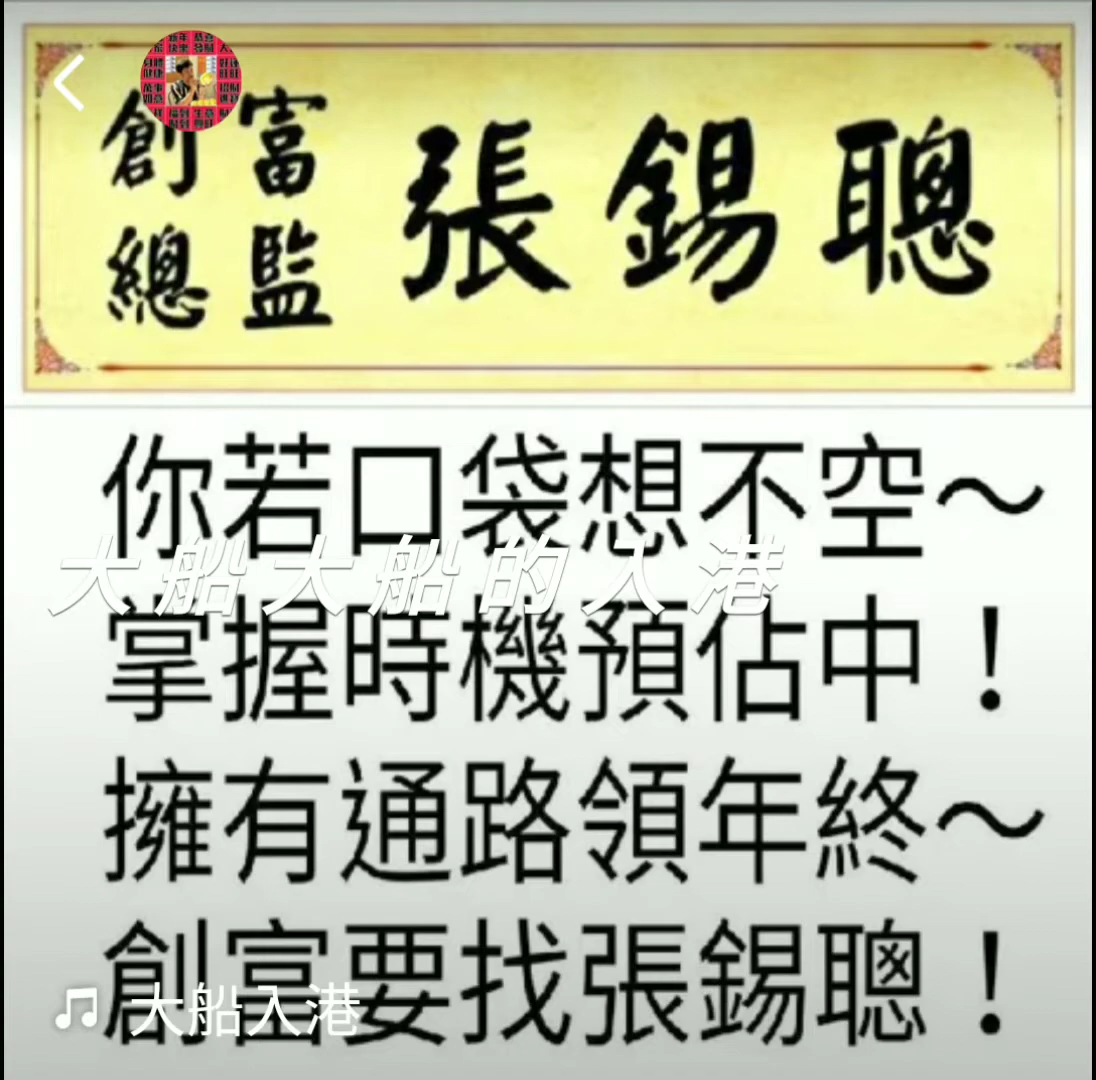 創富
總監
張錫聰
你若口袋想不空～
大船大船的入港
掌握時機預佔中！
擁有通路領年終～
創富要找張錫聰！
大船入港